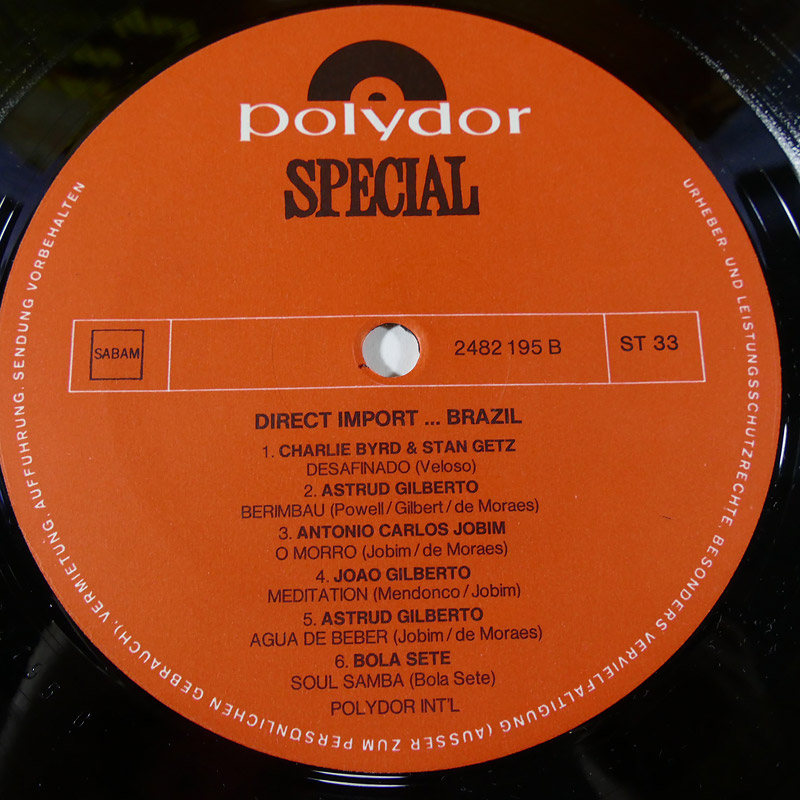 polydor
SPECIAL
SABAM
2482 195 B
ST 33
DIRECT IMPORT ... BRAZIL
1. CHARLIE BYRD & STAN GETZ
DESAFINADO (Veloso)
2. ASTRUD GILBERTO
BERIMBAU (Powell/Gilbert/de Moraes)
3. ANTONIO CARLOS JOBIM
O MORRO (Jobim/de Moraes)
4. JOAO GILBERTO
MEDITATION (Mendonco/Jobim)
5. ASTRUD GILBERTO
AGUA DE BEBER (Jobim/de Moraes)
6. BOLA SETE
SOUL SAMBA (Bola Sete)
POLYDOR INT'L
URHEBER- UND LEISTUNGSSCHUTZRECHTE, BESONDERS VERVIELFÄLTIGUNG (AUSSER ZUM PERSÖNLICHEN GEBRAUCH), VERMIETUNG, AUFFÜHRUNG, SENDUNG VORBEHALTEN